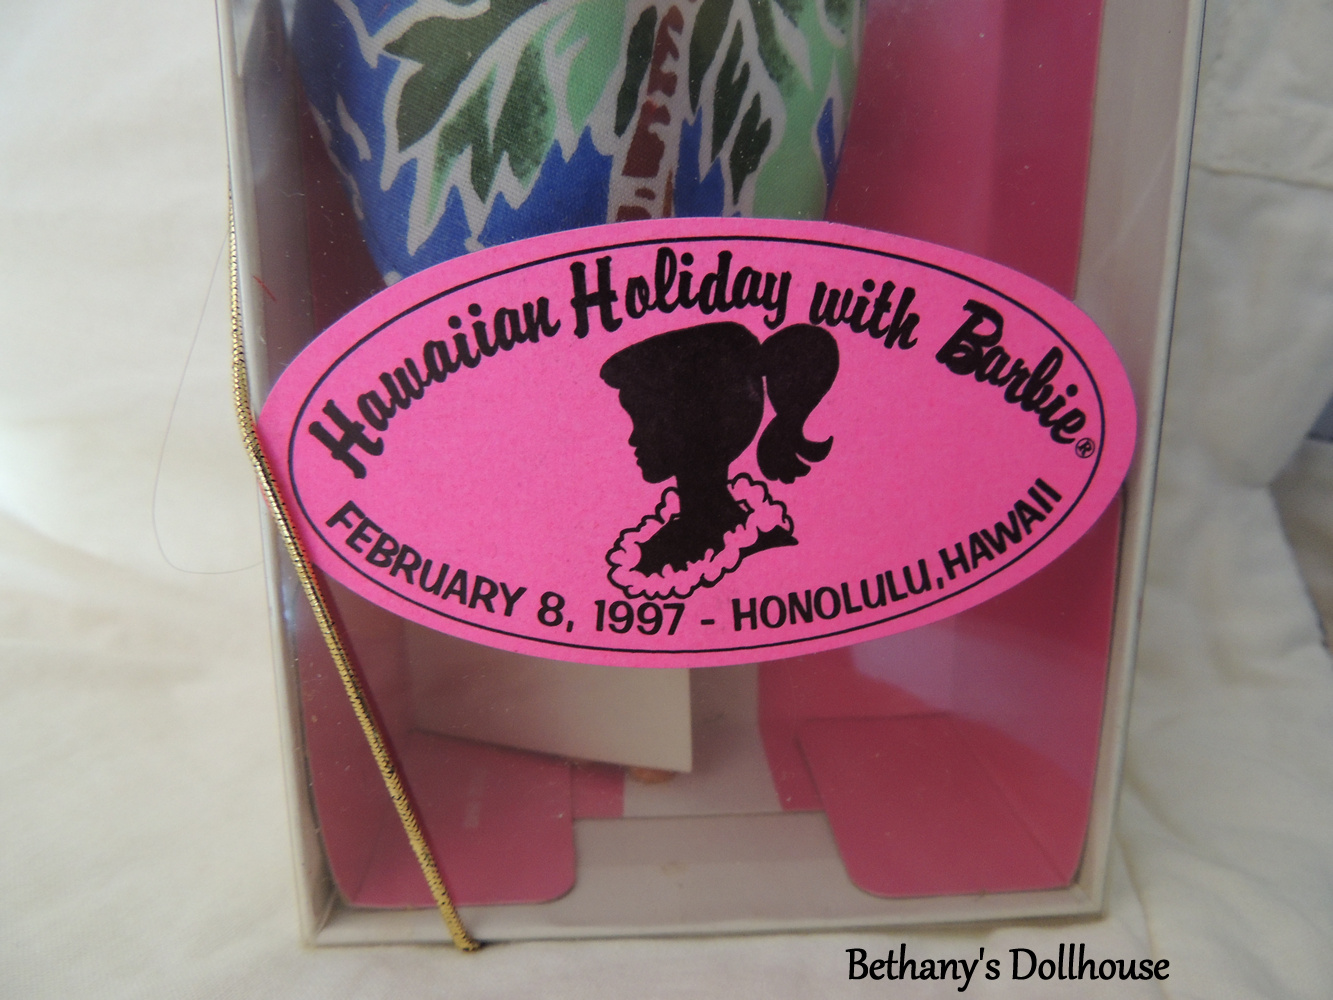 Hawaiian Holiday with Barbie®
FEBRUARY 8, 1997 - HONOLULU, HAWAII
Bethany's Dollhouse